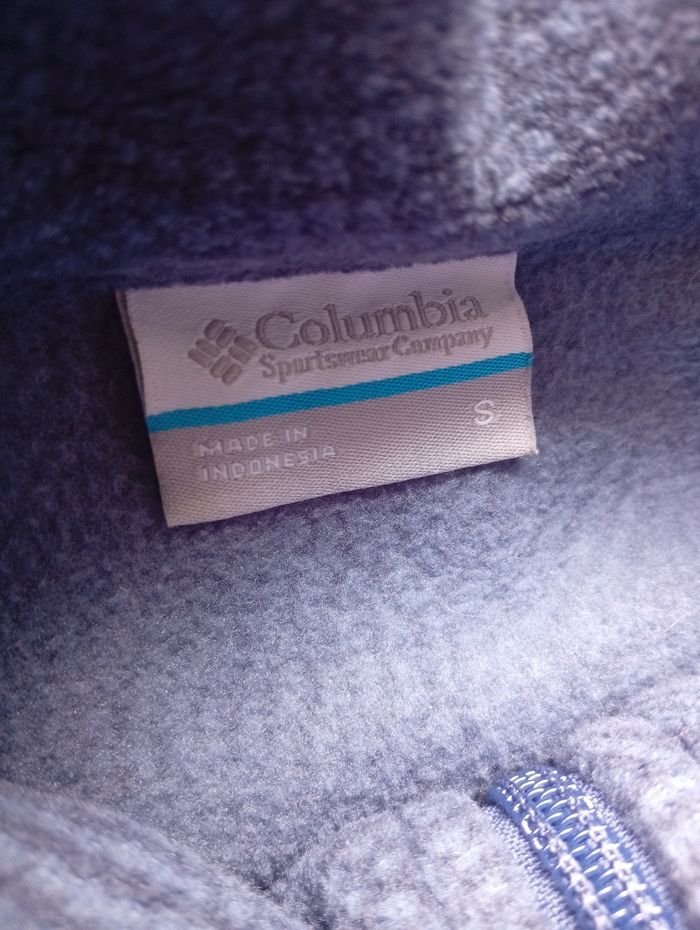 Columbia
Sportswear Company
MADE IN
INDONESIA
S